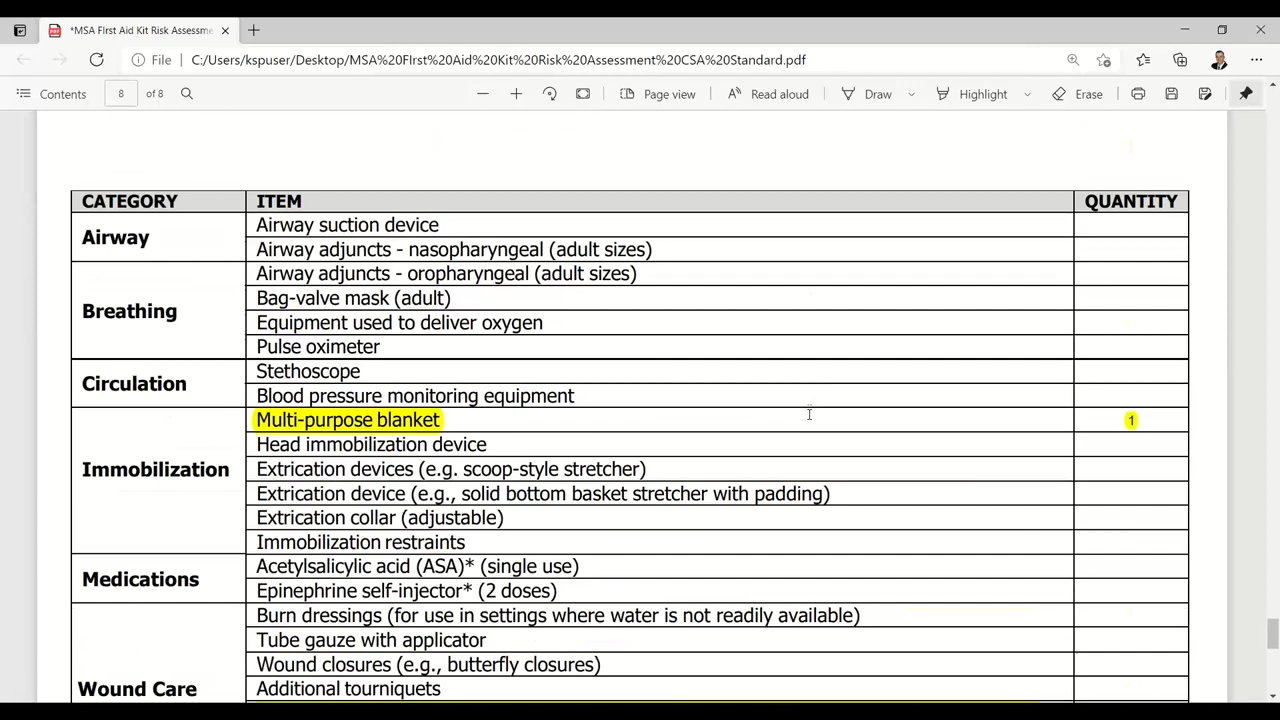 *MSA FIrst Aid Kit Risk Assessm
File C:/Users/kspuser/Desktop/MSA%20FIrst%20Aid%20Kit%20Risk%20Assessment%20CSA%20Standard.pdf
Contents 8 of 8 Page view Read aloud Draw Highlight Erase
CATEGORY ITEM QUANTITY
Airway
Airway suction device
Airway adjuncts - nasopharyngeal (adult sizes)
Breathing
Airway adjuncts - oropharyngeal (adult sizes)
Bag-valve mask (adult)
Equipment used to deliver oxygen
Pulse oximeter
Circulation
Stethoscope
Blood pressure monitoring equipment
Immobilization
Multi-purpose blanket 1
Head immobilization device
Extrication devices (e.g. scoop-style stretcher)
Extrication device (e.g., solid bottom basket stretcher with padding)
Extrication collar (adjustable)
Immobilization restraints
Medications
Acetylsalicylic acid (ASA)* (single use)
Epinephrine self-injector* (2 doses)
Wound Care
Burn dressings (for use in settings where water is not readily available)
Tube gauze with applicator
Wound closures (e.g., butterfly closures)
Additional tourniquets